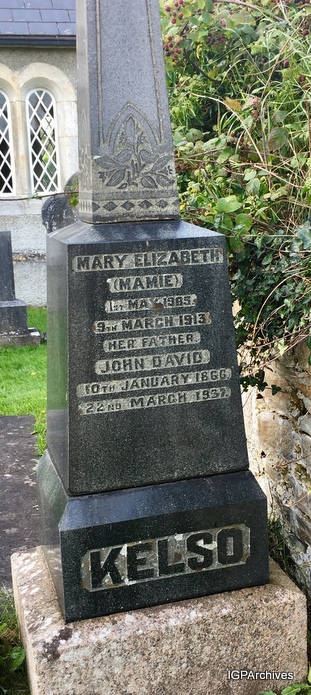 MARY ELIZABETH
(MAMIE)
1ST MAY 1905.
9TH MARCH 1913.
HER FATHER
JOHN DAVID
10TH JANUARY 1866
22ND MARCH 1937.
KELSO
IGPArchives